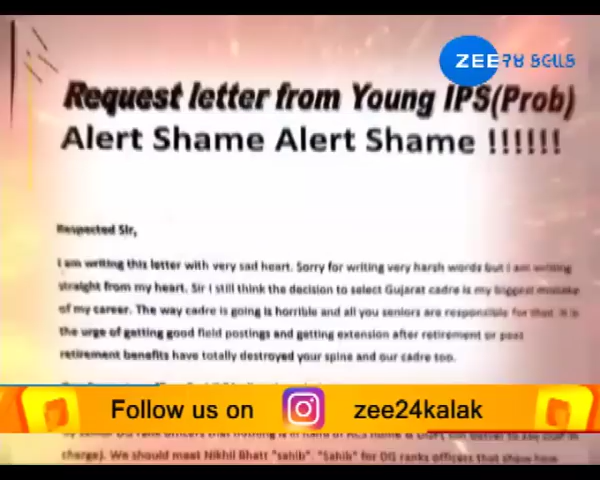 ZEE ૨૪ કલાક
Request letter from Young IPS(Prob)
Alert Shame Alert Shame !!!!!!
Respected Sir,
I am writing this letter with very sad heart. Sorry for writing very harsh words but I am writing
straight from my heart. Sir I still think the decision to select Gujarat cadre is my biggest mistake
of my career. The way cadre is going is horrible and all you seniors are responsible for that. It is
the urge of getting good field postings and getting extension after retirement or post
retirement benefits have totally destroyed your spine and our cadre too.
Follow us on zee24kalak
charge). We should meet Nikhil Bhatt "sahib". "Sahib" for DG ranks officers that show how